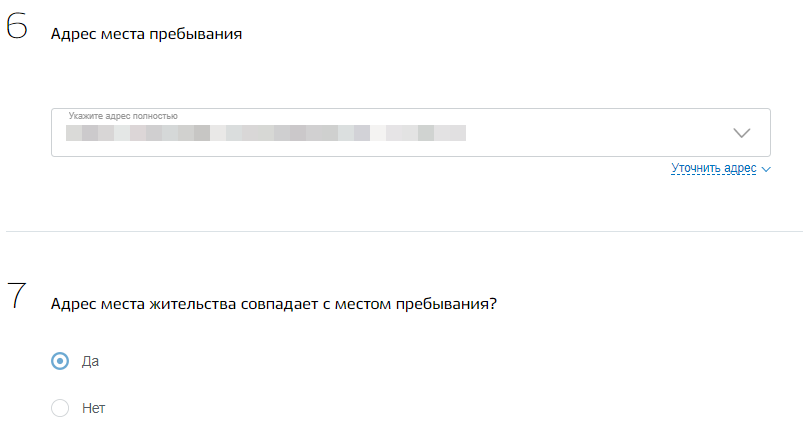 6 Адрес места пребывания
Укажите адрес полностью
Уточнить адрес
7 Адрес места жительства совпадает с местом пребывания?
Да
Нет